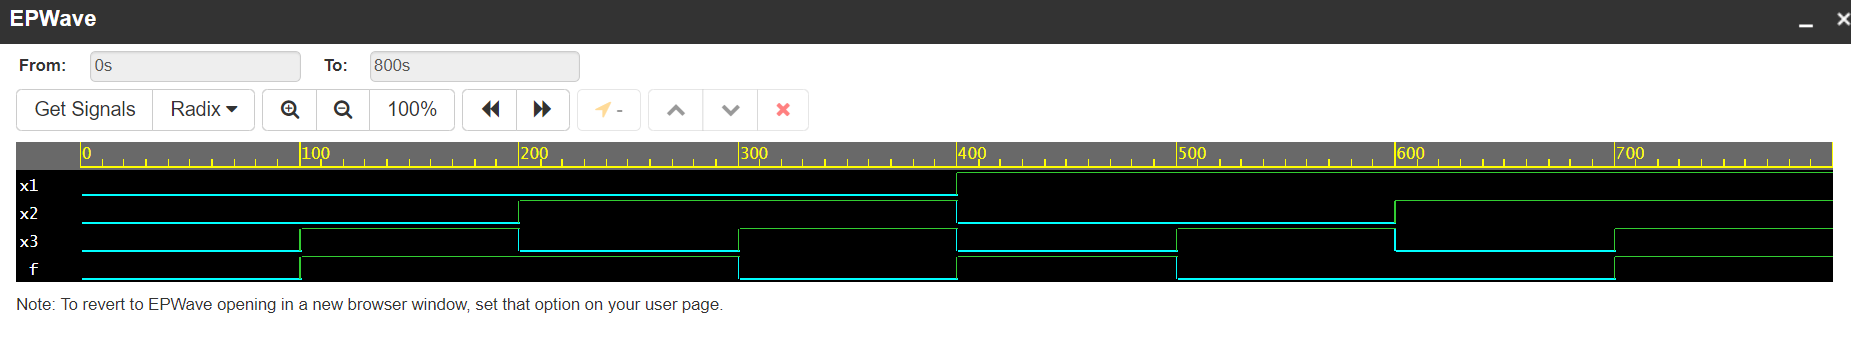 EPWave
From: 0s To: 800s
Get Signals Radix 100% -
0 100 200 300 400 500 600 700
x1
x2
x3
f
Note: To revert to EPWave opening in a new browser window, set that option on your user page.